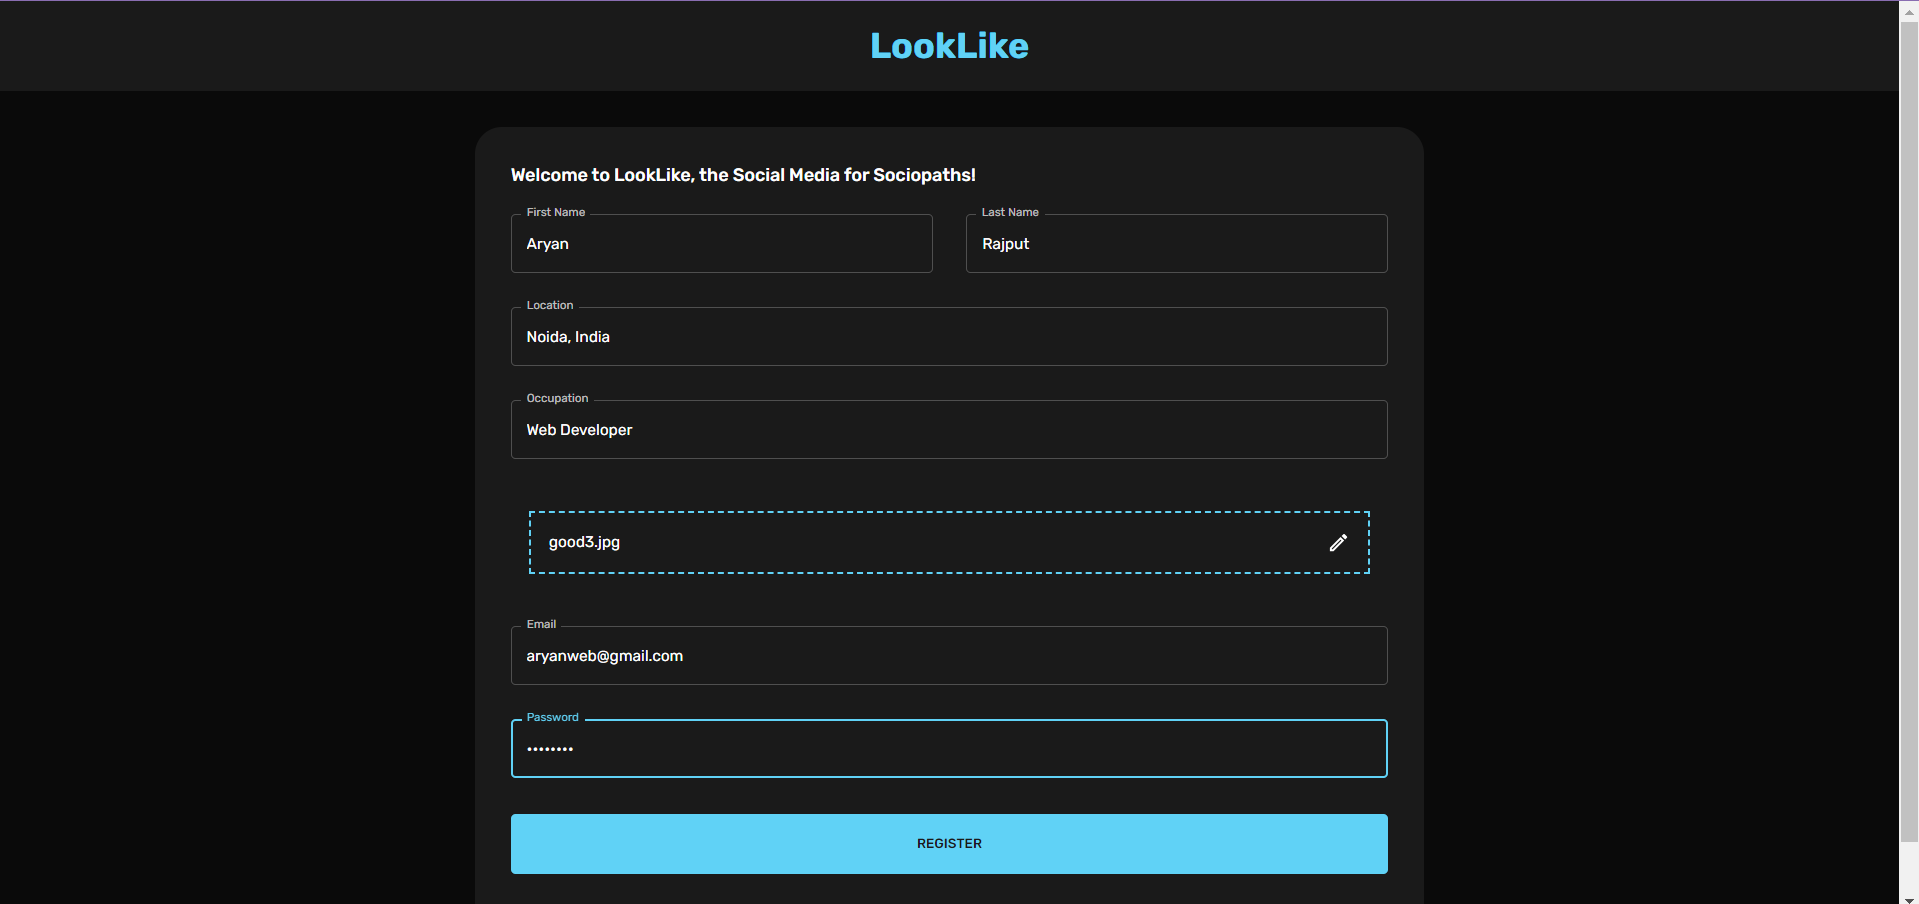 LookLike
Welcome to LookLike, the Social Media for Sociopaths!
First Name
Aryan
Last Name
Rajput
Location
Noida, India
Occupation
Web Developer
good3.jpg
Email
aryanweb@gmail.com
Password
••••••••
REGISTER